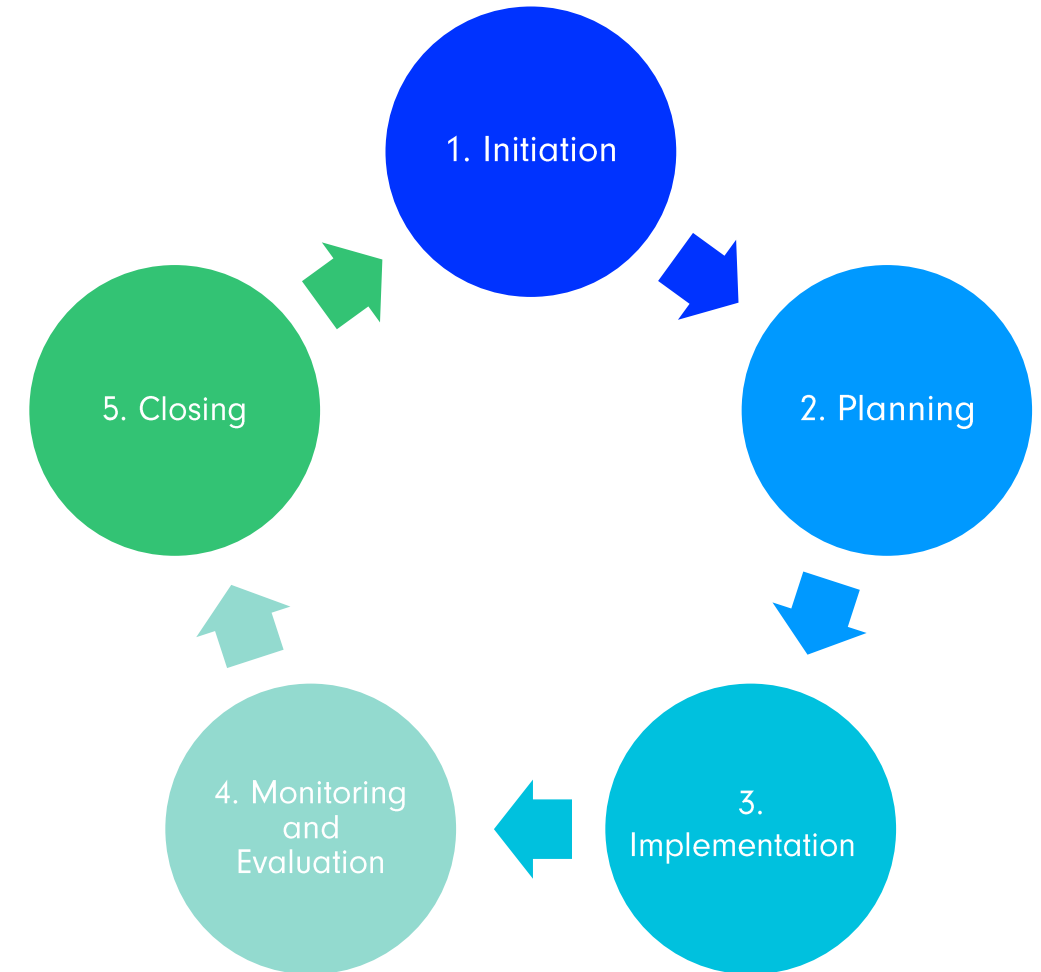 1. Initiation
2. Planning
3.
Implementation
4. Monitoring
and
Evaluation
5. Closing